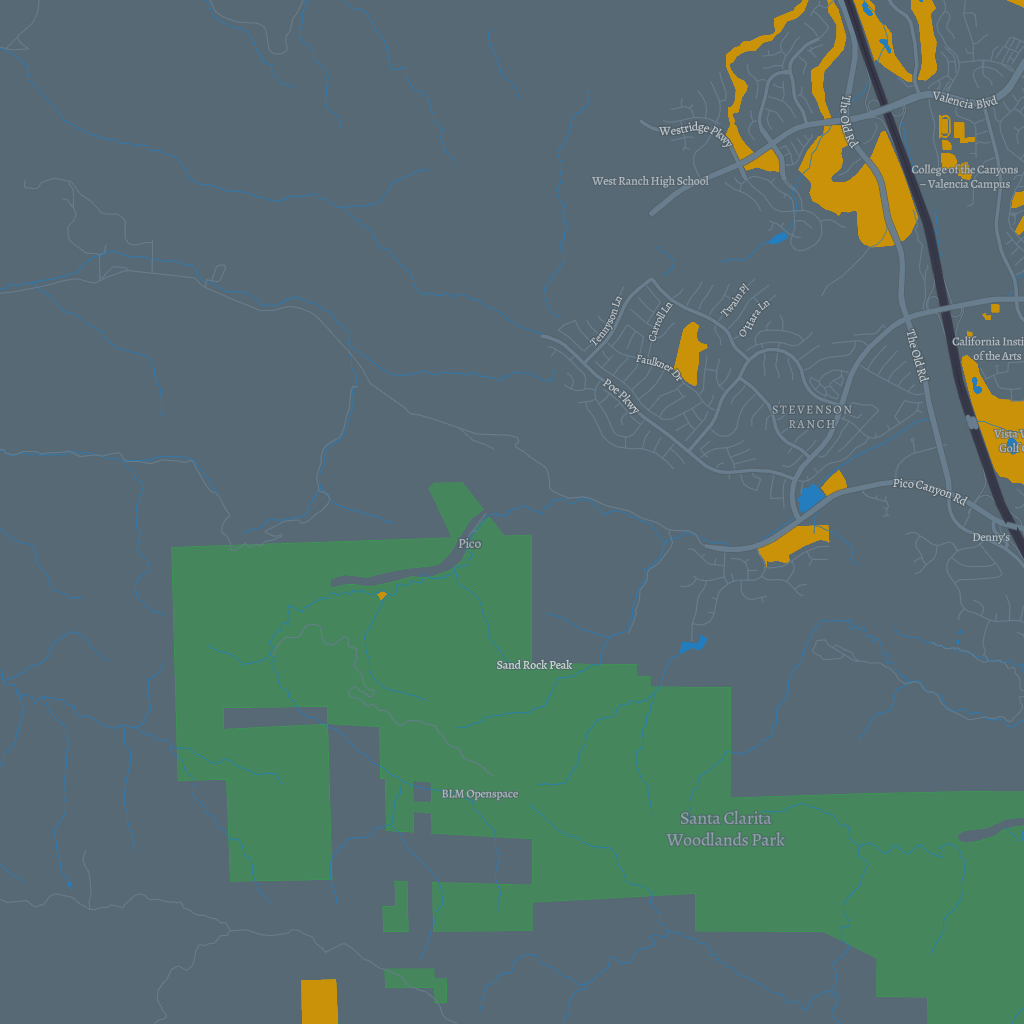 Valencia Blvd
The Old Rd
Westridge Pkwy
College of the Canyons
– Valencia Campus
West Ranch High School
Twain Pl
O'Hara Ln
Tennyson Ln
Carroll Ln
The Old Rd
California Insti
of the Arts
Faulkner Dr
Poe Pkwy
STEVENSON
RANCH
Vista
Golf
Pico Canyon Rd
Denny's
Pico
Sand Rock Peak
BLM Openspace
Santa Clarita
Woodlands Park